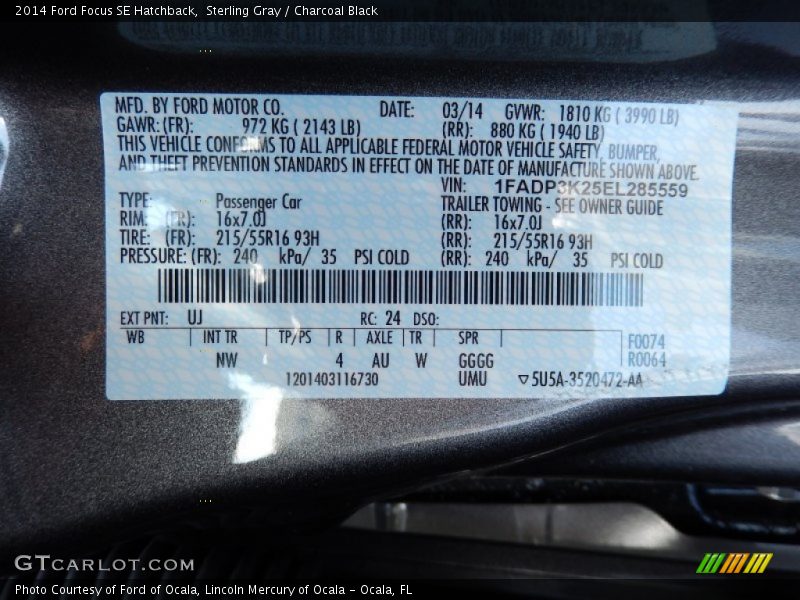 2014 Ford Focus SE Hatchback, Sterling Gray / Charcoal Black
MFD. BY FORD MOTOR CO. DATE: 03/14 GVWR: 1810 KG ( 3990 LB)
GAWR: (FR): 972 KG ( 2143 LB) (RR): 880 KG ( 1940 LB)
THIS VEHICLE CONFORMS TO ALL APPLICABLE FEDERAL MOTOR VEHICLE SAFETY, BUMPER,
AND THEFT PREVENTION STANDARDS IN EFFECT ON THE DATE OF MANUFACTURE SHOWN ABOVE.
VIN: 1FADP3K25EL285559
TYPE: Passenger Car TRAILER TOWING - SEE OWNER GUIDE
RIM: (FR): 16x7.0J (RR): 16x7.0J
TIRE: (FR): 215/55R16 93H (RR): 215/55R16 93H
PRESSURE: (FR): 240 kPa/ 35 PSI COLD (RR): 240 kPa/ 35 PSI COLD
EXT PNT: UJ RC: 24 DSO:
WB INT TR TP/PS R AXLE TR SPR F0074
NW 4 AU W GGGG R0064
1201403116730 UMU ▽5U5A-3520472-AA
GTCARLOT.COM
Photo Courtesy of Ford of Ocala, Lincoln Mercury of Ocala - Ocala, FL